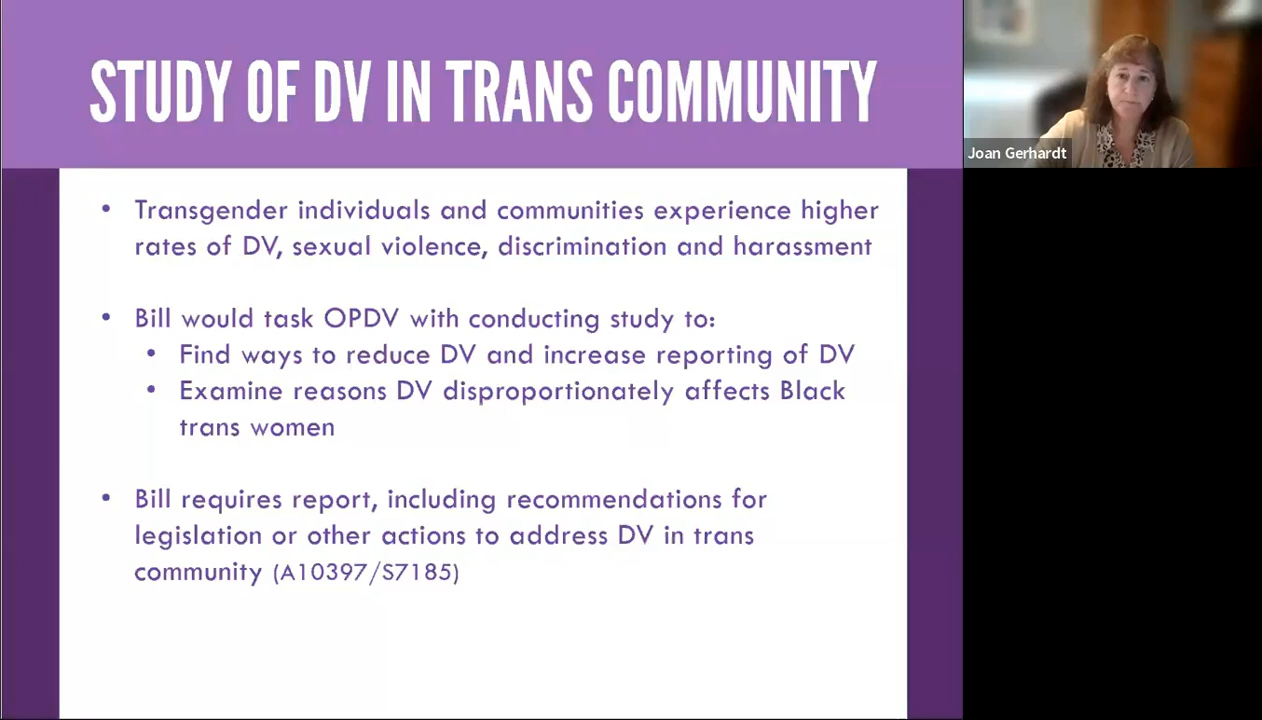 STUDY OF DV IN TRANS COMMUNITY
• Transgender individuals and communities experience higher
rates of DV, sexual violence, discrimination and harassment
• Bill would task OPDV with conducting study to:
• Find ways to reduce DV and increase reporting of DV
• Examine reasons DV disproportionately affects Black
trans women
• Bill requires report, including recommendations for
legislation or other actions to address DV in trans
community (A10397/S7185)
Joan Gerhardt